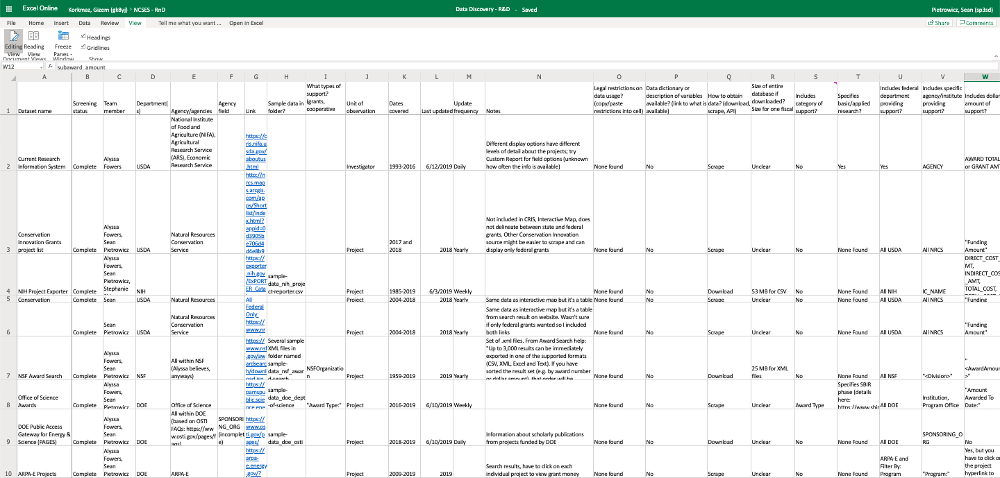 Excel Online Korkmaz, Gizem (gk8yj) > NCSES - RnD Data Discovery - R&D - Saved Pietrowicz, Sean (sp3sd)
File Home Insert Data Review View Tell me what you want ... Open in Excel Share Comments
Editing View Reading View Freeze Panes Headings Gridlines
Document Views Window Show
W12 fx subaward_amount
A B C D E F G H I J K L M N O P Q R S T U V W
1 Dataset name Screening status Team member Department(s) Agency/agencies Agency field Link Sample data in folder? What types of support? (grants, cooperative Unit of observation Dates covered Last updated Update frequency Notes Legal restrictions on data usage? (copy/paste restrictions into cell) Data dictionary or description of variables available? (link to what is available) How to obtain data? (download, scrape, API) Size of entire database if downloaded? Size for one fiscal Includes category of support? Specifies basic/applied research? Includes federal department providing support? Includes specific agency/institute providing support? Includes dollar amount of support?
2 Current Research Information System Complete Alyssa Fowers USDA National Institute of Food and Agriculture (NIFA), Agricultural Research Service (ARS), Economic Research Service https://cris.nifa.usda.gov/aboutus.html Investigator 1993-2016 6/12/2019 Daily Different display options have different levels of detail about the projects; try Custom Report for field options (unknown how often the info is available) None found No Scrape Unclear No Yes Yes AGENCY AWARD TOTAL or GRANT AMT
3 Conservation Innovation Grants project list Complete Alyssa Fowers, Sean Pietrowicz USDA Natural Resources Conservation Service http://nrcs.maps.arcgis.com/apps/Shortlist/index.html?appid=0d3905be706d4d4e8b9 Project 2017 and 2018 2018 Yearly Not included in CRIS, Interactive Map, does not delineate between state and federal grants. Other Conservation Innovation source might be easier to scrape and can display only federal grants None found No Scrape Unclear No None Found All USDA All NRCS "Funding Amount"
4 NIH Project Exporter Complete Alyssa Fowers, Sean Pietrowicz, Stephanie NIH https://exporter.nih.gov/ExPORTER_Cata sample-data_nih_project-reporter.csv Project 1985-2019 6/3/2019 Weekly None found No Download 53 MB for CSV No None Found All NIH IC_NAME DIRECT_COST_AMT, INDIRECT_COST_AMT, TOTAL_COST,
5 Conservation Complete Sean USDA Natural Resources All Project 2004-2018 2018 Yearly Same data as interactive map but it's a table None found No Scrape Unclear No None Found All USDA All NRCS "Funding
6 Complete Sean Pietrowicz USDA Natural Resources Conservation Service Federal Only: https://www.nr Project 2004-2018 2018 Yearly Same data as interactive map but it's a table from search result on website. Wasn't sure if only federal grants wanted so I included both links None found No Scrape Unclear No None Found All USDA All NRCS "Funding Amount"
7 NSF Award Search Complete Alyssa Fowers, Sean Pietrowicz NSF All within NSF (Alyssa believes, anyways) https://www.nsf.gov/awardsearch/download.jsp Several sample XML files in folder named sample-data_nsf_award-search NSFOrganization Project 1959-2019 2019 Yearly Set of .xml files. From Award Search help: "Up to 3,000 results can be immediately exported in one of the supported formats (CSV, XML, Excel and Text). If you have sorted the result set (e.g. by award number or dollar amount), that order will be None found No Download 25 MB for XML files No None Found All NSF "<Division>" "<AwardAmount>"
8 Office of Science Awards Complete Alyssa Fowers, Sean Pietrowicz DOE Office of Science https://pamspublic.science.ene sample-data_doe_dept-of-science "Award Type:" Project 2016-2019 6/10/2019 Weekly None found No Download Unclear Award Type Specifies SBIR phase (details here: https://www.sbir All DOE Institution, Program Office "Amount Awarded To Date:"
9 DOE Public Access Gateway for Energy & Science (PAGES) Complete Alyssa Fowers, Sean Pietrowicz DOE All within DOE (based on OSTI FAQs: https://www.osti.gov/pages/faqs) SPONSORING_ORG (incomplete) https://www.osti.gov/pages/ sample-data_doe_osti Project 2018-2019 6/10/2019 Daily Information about scholarly publications from projects funded by DOE None found No Download Unclear No None Found All DOE SPONSORING_ORG No
10 ARPA-E Projects Complete Alyssa Fowers, Sean Pietrowicz DOE ARPA-E https://arpa-e.energy.gov/? Project 2009-2019 2019 Search results, have to click on each individual project to view grant money None found No Scrape Unclear No None Found ARPA-E and Filter By: Program "Program:" Yes, but you have to click on the project hyperlink to